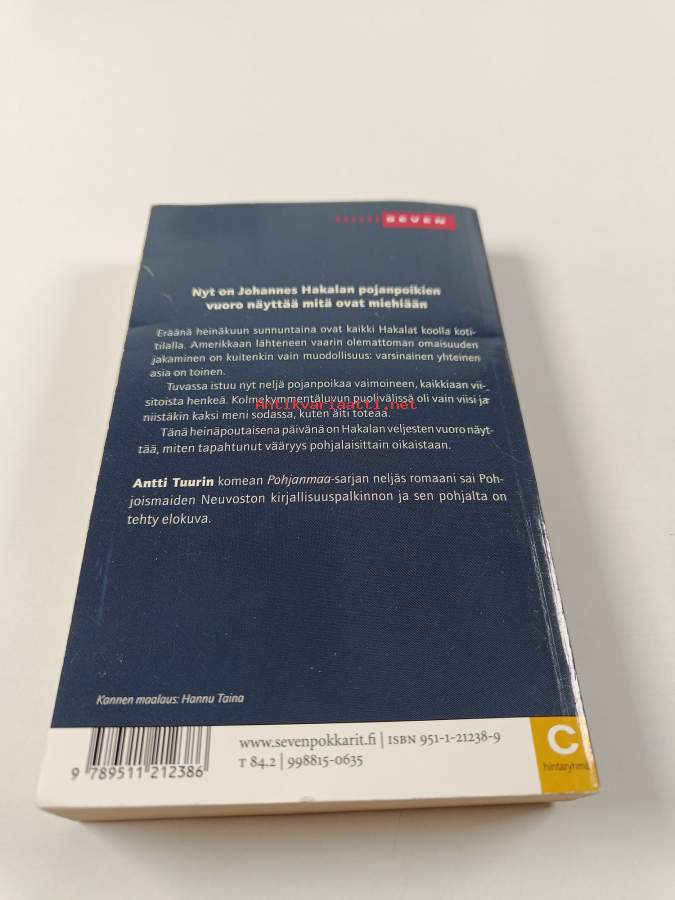 SEVEN
Nyt on Johannes Hakalan pojanpoikien
vuoro näyttää mitä ovat miehiään
Eräänä heinäkuun sunnuntaina ovat kaikki Hakalat koolla koti-
tilalla. Amerikkaan lähteneen vaarin olemattoman omaisuuden
jakaminen on kuitenkin vain muodollisuus: varsinainen yhteinen
asia on toinen.
Tuvassa istuu nyt neljä pojanpoikaa vaimoineen, kaikkiaan vii-
sitoista henkeä. Kolmekymmentäluvun puolivälissä oli vain viisi ja
Antikvariaatti.net
niistäkin kaksi meni sodassa, kuten äiti toteaa.
Tänä heinäpoutaisena päivänä on Hakalan veljesten vuoro näyt-
tää, miten tapahtunut vääryys pohjalaisittain oikaistaan.
Antti Tuurin komean Pohjanmaa-sarjan neljäs romaani sai Poh-
joismaiden Neuvoston kirjallisuuspalkinnon ja sen pohjalta on
tehty elokuva.
Kannen maalaus: Hannu Taina
www.sevenpokkarit.fi | ISBN 951-1-21238-9
T 84.2 | 998815-0635
9 789511 212386
C
hintaryhmä